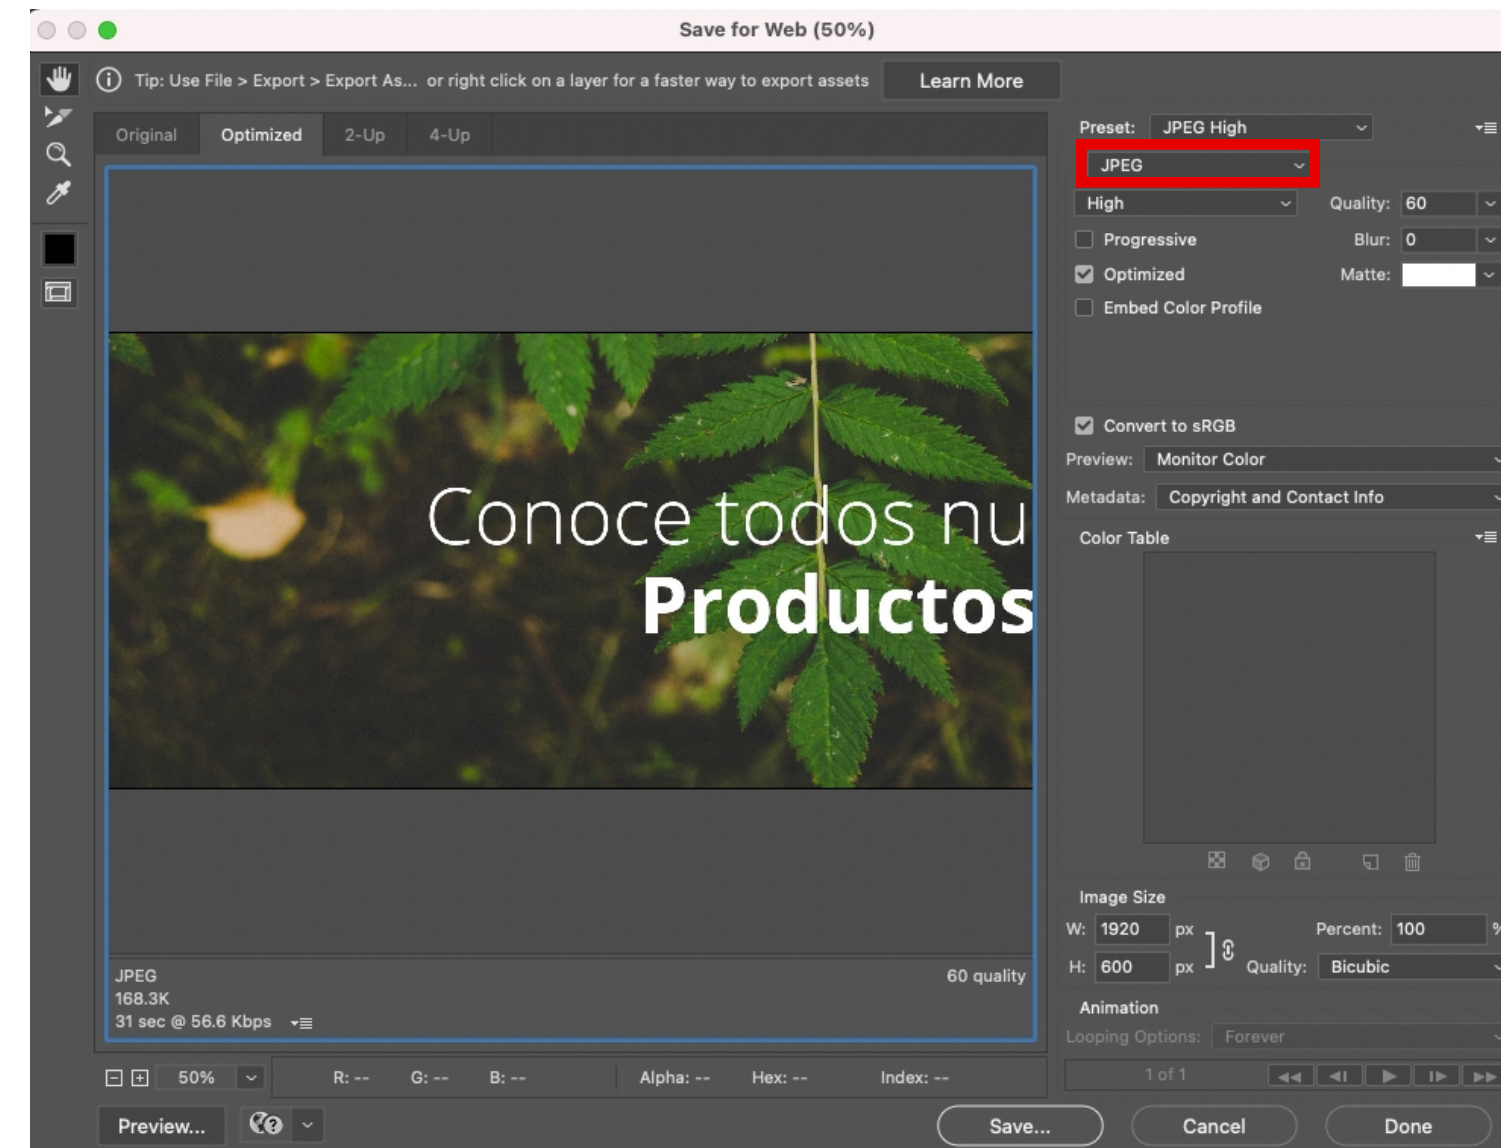 Save for Web (50%)
Tip: Use File > Export > Export As... or right click on a layer for a faster way to export assets
Learn More
Original
Optimized
2-Up
4-Up
Preset: JPEG High
JPEG
High
Quality: 60
Progressive
Blur: 0
Optimized
Matte:
Embed Color Profile
Convert to sRGB
Preview: Monitor Color
Metadata: Copyright and Contact Info
Color Table
Conoce todos nu
Productos
Image Size
W: 1920 px
Percent: 100 %
H: 600 px
Quality: Bicubic
JPEG
60 quality
168.3K
31 sec @ 56.6 Kbps
Animation
Looping Options: Forever
1 of 1
50%
R: --
G: --
B: --
Alpha: --
Hex: --
Index: --
Preview...
Save...
Cancel
Done